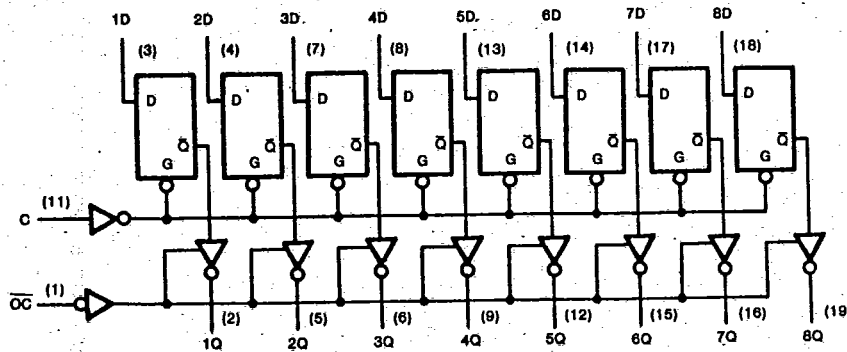 1D 2D 3D 4D 5D 6D 7D 8D
(3) (4) (7) (8) (13) (14) (17) (18)
D D D D D D D D
Q̅ Q̅ Q̅ Q̅ Q̅ Q̅ Q̅ Q̅
G G G G G G G G
C (11)
O̅C̅ (1)
(2) (5) (6) (9) (12) (15) (16) (19
1Q 2Q 3Q 4Q 5Q 6Q 7Q 8Q